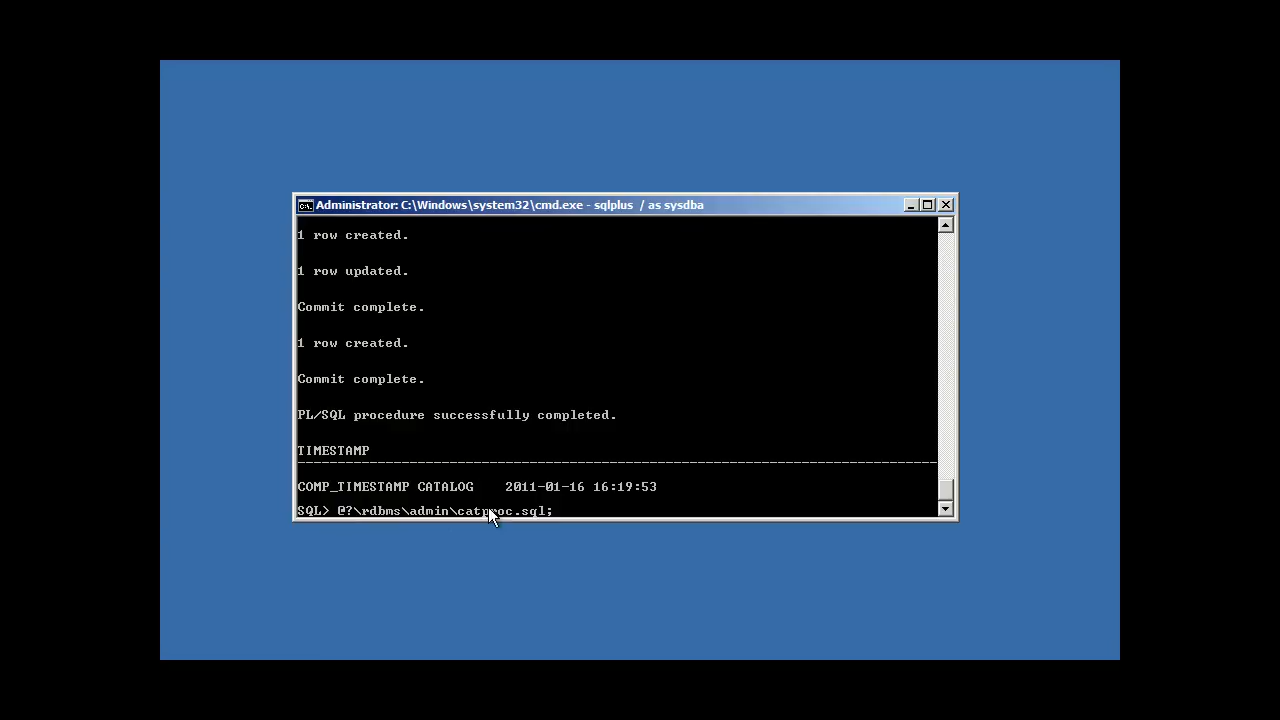 Administrator: C:\Windows\system32\cmd.exe - sqlplus / as sysdba
1 row created.
1 row updated.
Commit complete.
1 row created.
Commit complete.
PL/SQL procedure successfully completed.
TIMESTAMP
--------------------------------------------------------------------------------
COMP_TIMESTAMP CATALOG    2011-01-16 16:19:53
SQL> @?\rdbms\admin\catproc.sql;